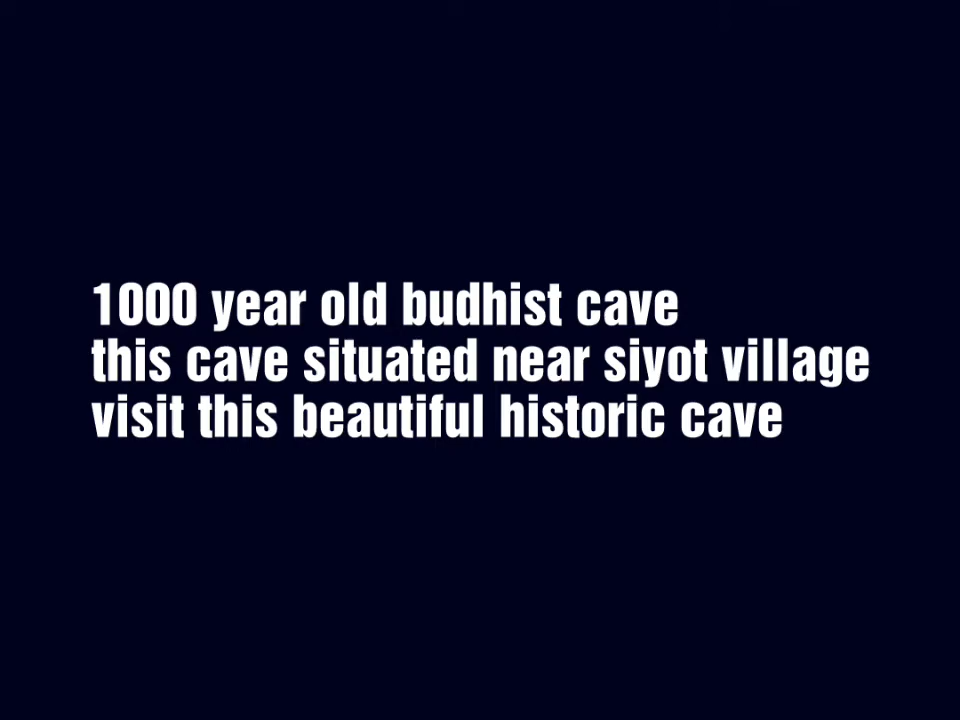 1000 year old budhist cave
this cave situated near siyot village
visit this beautiful historic cave